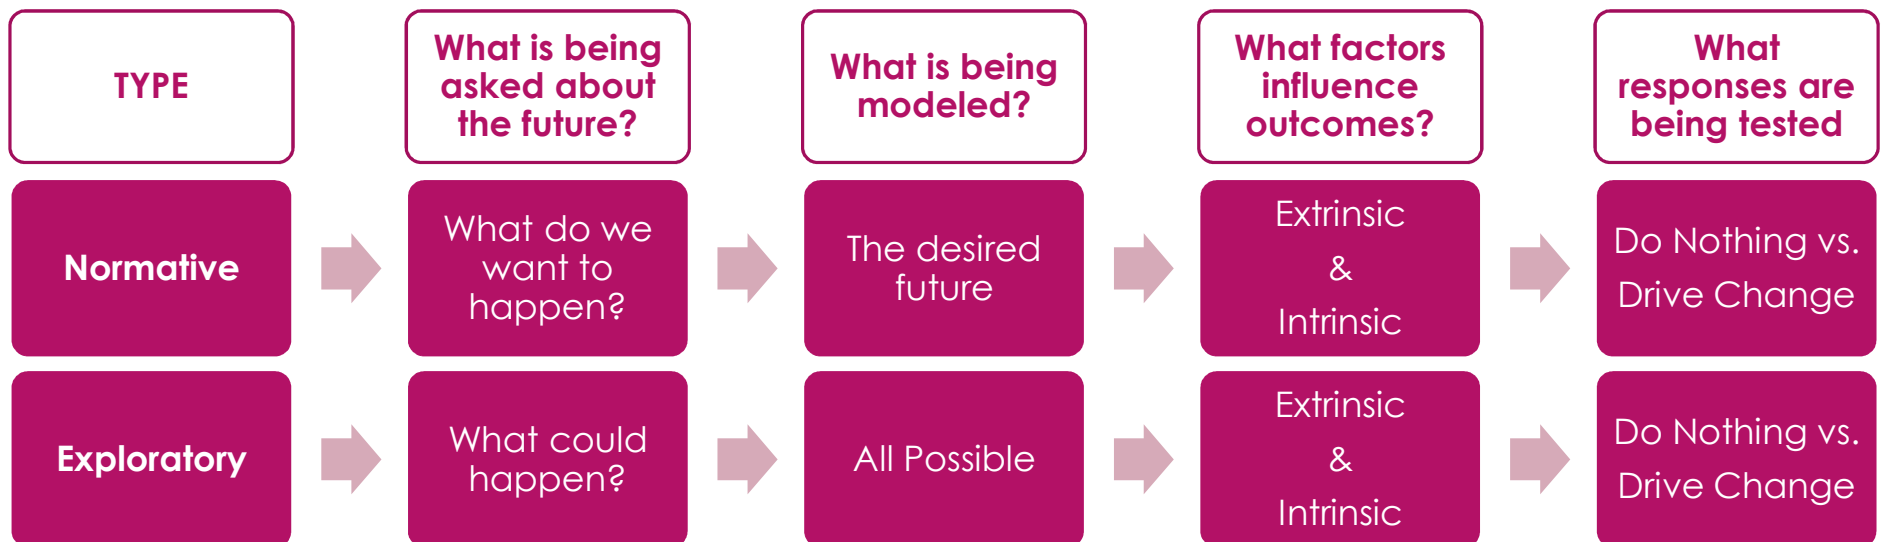 TYPE
What is being
asked about
the future?
What is being
modeled?
What factors
influence
outcomes?
What
responses are
being tested
Normative
What do we
want to
happen?
The desired
future
Extrinsic
&
Intrinsic
Do Nothing vs.
Drive Change
Exploratory
What could
happen?
All Possible
Extrinsic
&
Intrinsic
Do Nothing vs.
Drive Change